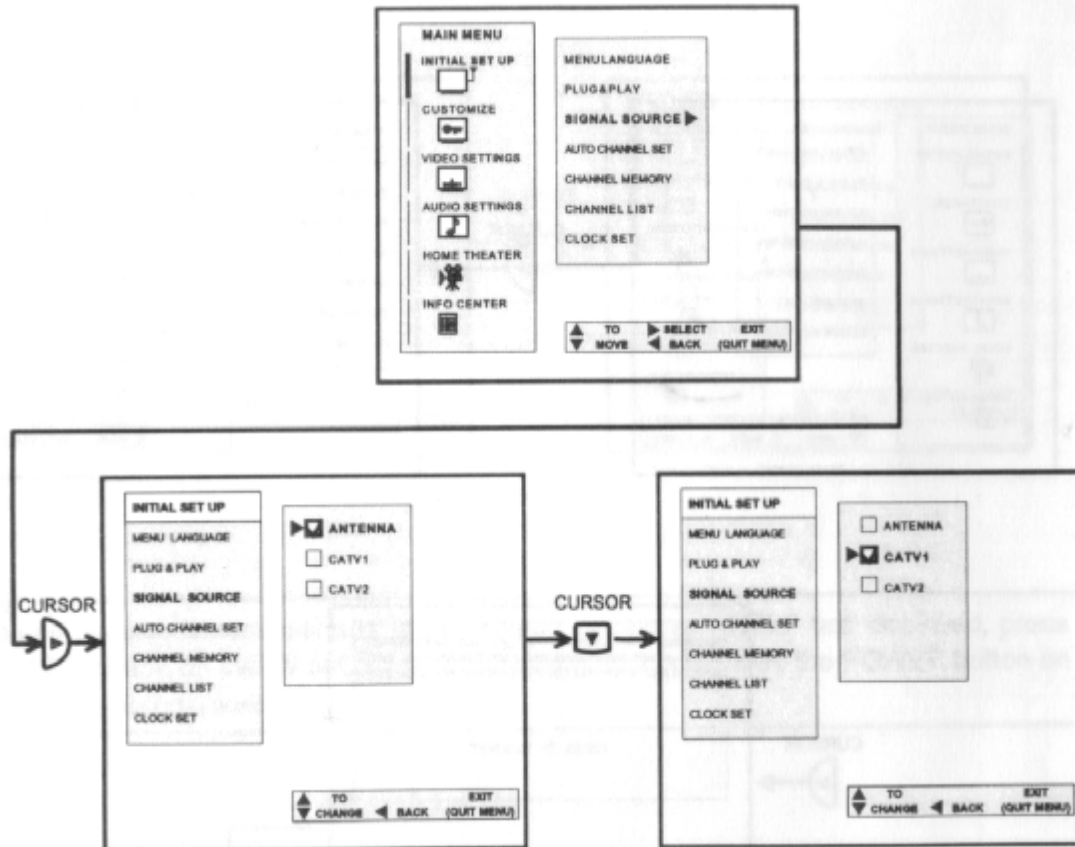 MAIN MENU
INITIAL SET UP
CUSTOMIZE
VIDEO SETTINGS
AUDIO SETTINGS
HOME THEATER
INFO CENTER
MENU LANGUAGE
PLUG & PLAY
SIGNAL SOURCE ▶
AUTO CHANNEL SET
CHANNEL MEMORY
CHANNEL LIST
CLOCK SET
▲ TO ▶ SELECT EXIT
▼ MOVE ◀ BACK (QUIT MENU)
CURSOR
INITIAL SET UP
MENU LANGUAGE
PLUG & PLAY
SIGNAL SOURCE
AUTO CHANNEL SET
CHANNEL MEMORY
CHANNEL LIST
CLOCK SET
ANTENNA
CATV1
CATV2
▲ TO EXIT
▼ CHANGE ◀ BACK (QUIT MENU)
CURSOR
INITIAL SET UP
MENU LANGUAGE
PLUG & PLAY
SIGNAL SOURCE
AUTO CHANNEL SET
CHANNEL MEMORY
CHANNEL LIST
CLOCK SET
ANTENNA
CATV1
CATV2
▲ TO EXIT
▼ CHANGE ◀ BACK (QUIT MENU)